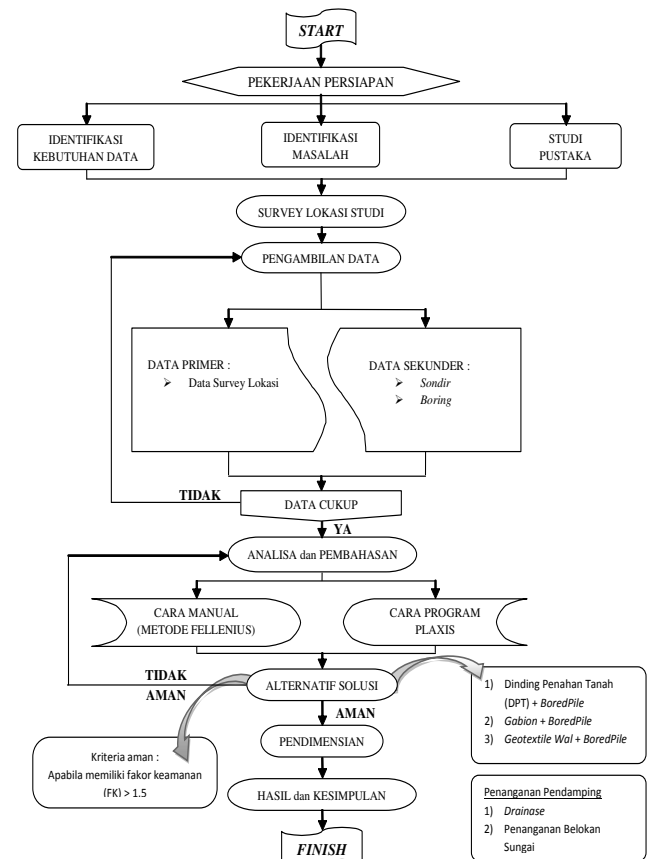 START
PEKERJAAN PERSIAPAN
IDENTIFIKASI
KEBUTUHAN DATA
IDENTIFIKASI
MASALAH
STUDI
PUSTAKA
SURVEY LOKASI STUDI
PENGAMBILAN DATA
DATA PRIMER :
➢ Data Survey Lokasi
DATA SEKUNDER :
➢ Sondir
➢ Boring
TIDAK
DATA CUKUP
YA
ANALISA dan PEMBAHASAN
CARA MANUAL
(METODE FELLENIUS)
CARA PROGRAM
PLAXIS
TIDAK
AMAN
ALTERNATIF SOLUSI
AMAN
1) Dinding Penahan Tanah
(DPT) + BoredPile
2) Gabion + BoredPile
3) Geotextile Wal + BoredPile
Kriteria aman :
Apabila memiliki fakor keamanan
(FK) > 1.5
PENDIMENSIAN
HASIL dan KESIMPULAN
Penanganan Pendamping
1) Drainase
2) Penanganan Belokan
Sungai
FINISH